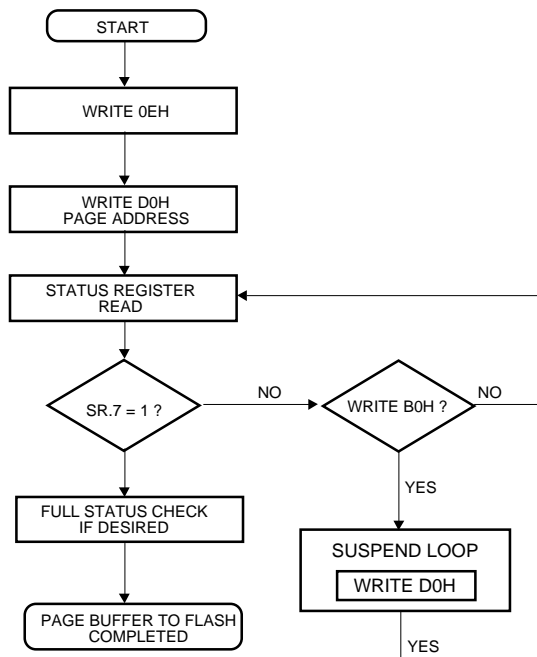 START
WRITE 0EH
WRITE D0H
PAGE ADDRESS
STATUS REGISTER
READ
SR.7 = 1 ?
NO
WRITE B0H ?
NO
YES
FULL STATUS CHECK
IF DESIRED
SUSPEND LOOP
WRITE D0H
PAGE BUFFER TO FLASH
COMPLETED
YES